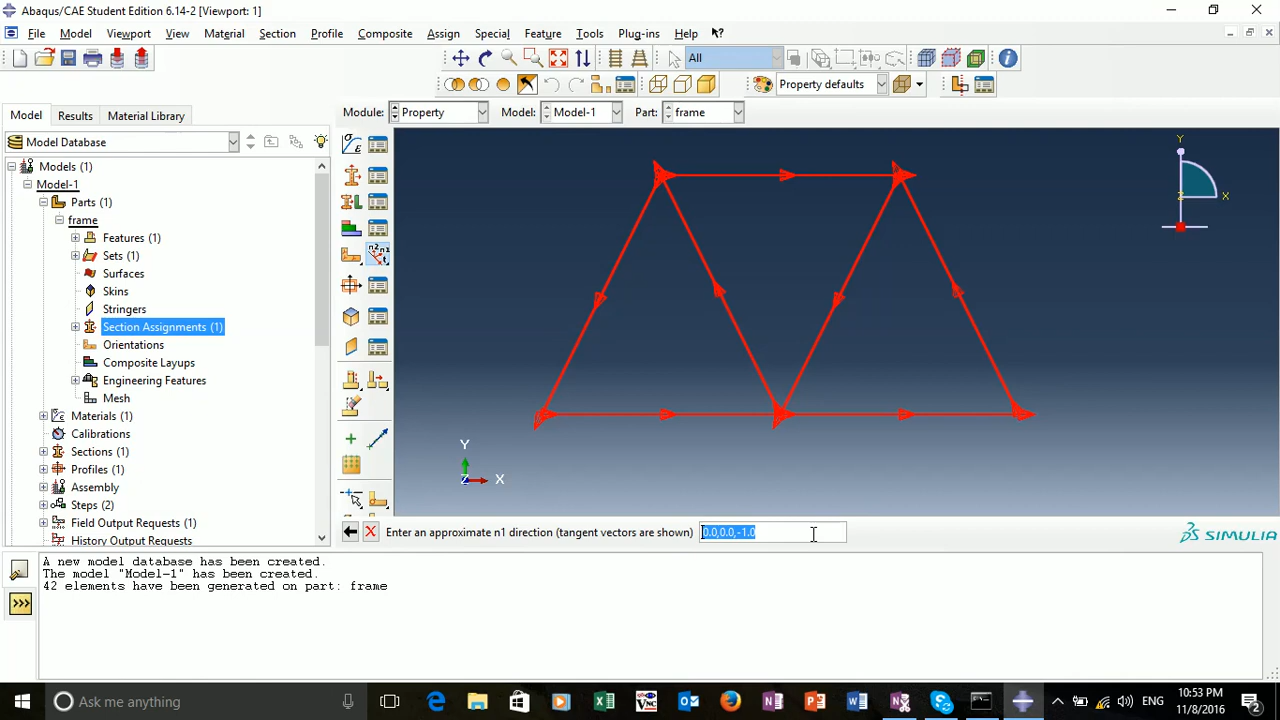 Abaqus/CAE Student Edition 6.14-2 [Viewport: 1]
File Model Viewport View Material Section Profile Composite Assign Special Feature Tools Plug-ins Help
All
Property defaults
Model Results Material Library
Module: Property Model: Model-1 Part: frame
Model Database
Models (1)
Model-1
Parts (1)
frame
Features (1)
Sets (1)
Surfaces
Skins
Stringers
Section Assignments (1)
Orientations
Composite Layups
Engineering Features
Mesh
Materials (1)
Calibrations
Sections (1)
Profiles (1)
Assembly
Steps (2)
Field Output Requests (1)
History Output Requests (1)
Y
X
Z
Y
X
Z
Enter an approximate n1 direction (tangent vectors are shown) 0.0,0.0,-1.0
SIMULIA
A new model database has been created.
The model "Model-1" has been created.
42 elements have been generated on part: frame
>>>
Ask me anything
ENG
10:53 PM
11/8/2016
2